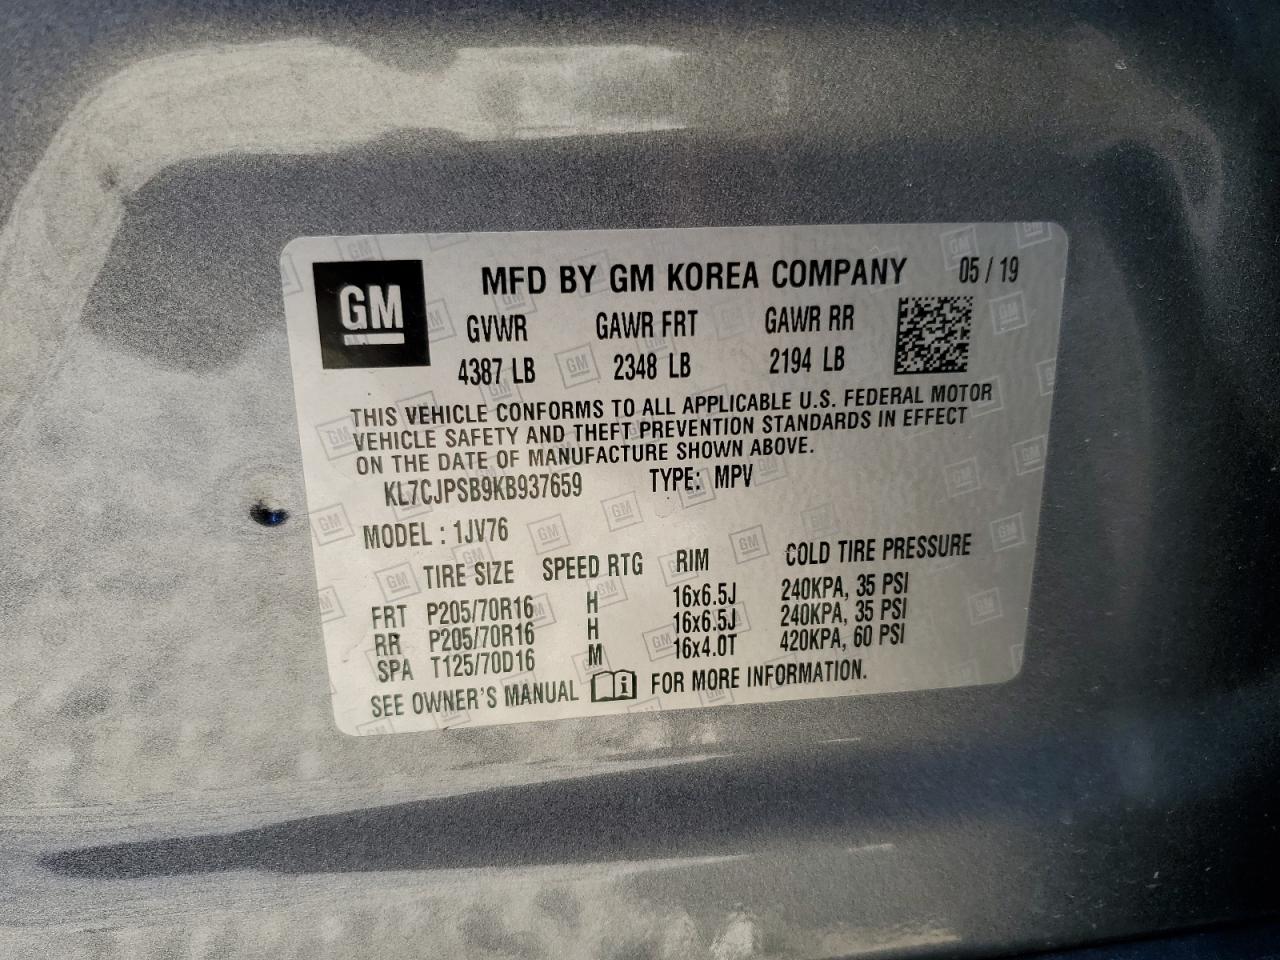 GM
MFD BY GM KOREA COMPANY 05 / 19
GVWR GAWR FRT GAWR RR
4387 LB 2348 LB 2194 LB
THIS VEHICLE CONFORMS TO ALL APPLICABLE U.S. FEDERAL MOTOR
VEHICLE SAFETY AND THEFT PREVENTION STANDARDS IN EFFECT
ON THE DATE OF MANUFACTURE SHOWN ABOVE.
KL7CJPSB9KB937659 TYPE: MPV
MODEL : 1JV76
TIRE SIZE SPEED RTG RIM COLD TIRE PRESSURE
FRT P205/70R16 H 16x6.5J 240KPA, 35 PSI
RR P205/70R16 H 16x6.5J 240KPA, 35 PSI
SPA T125/70D16 M 16x4.0T 420KPA, 60 PSI
SEE OWNER'S MANUAL i FOR MORE INFORMATION.